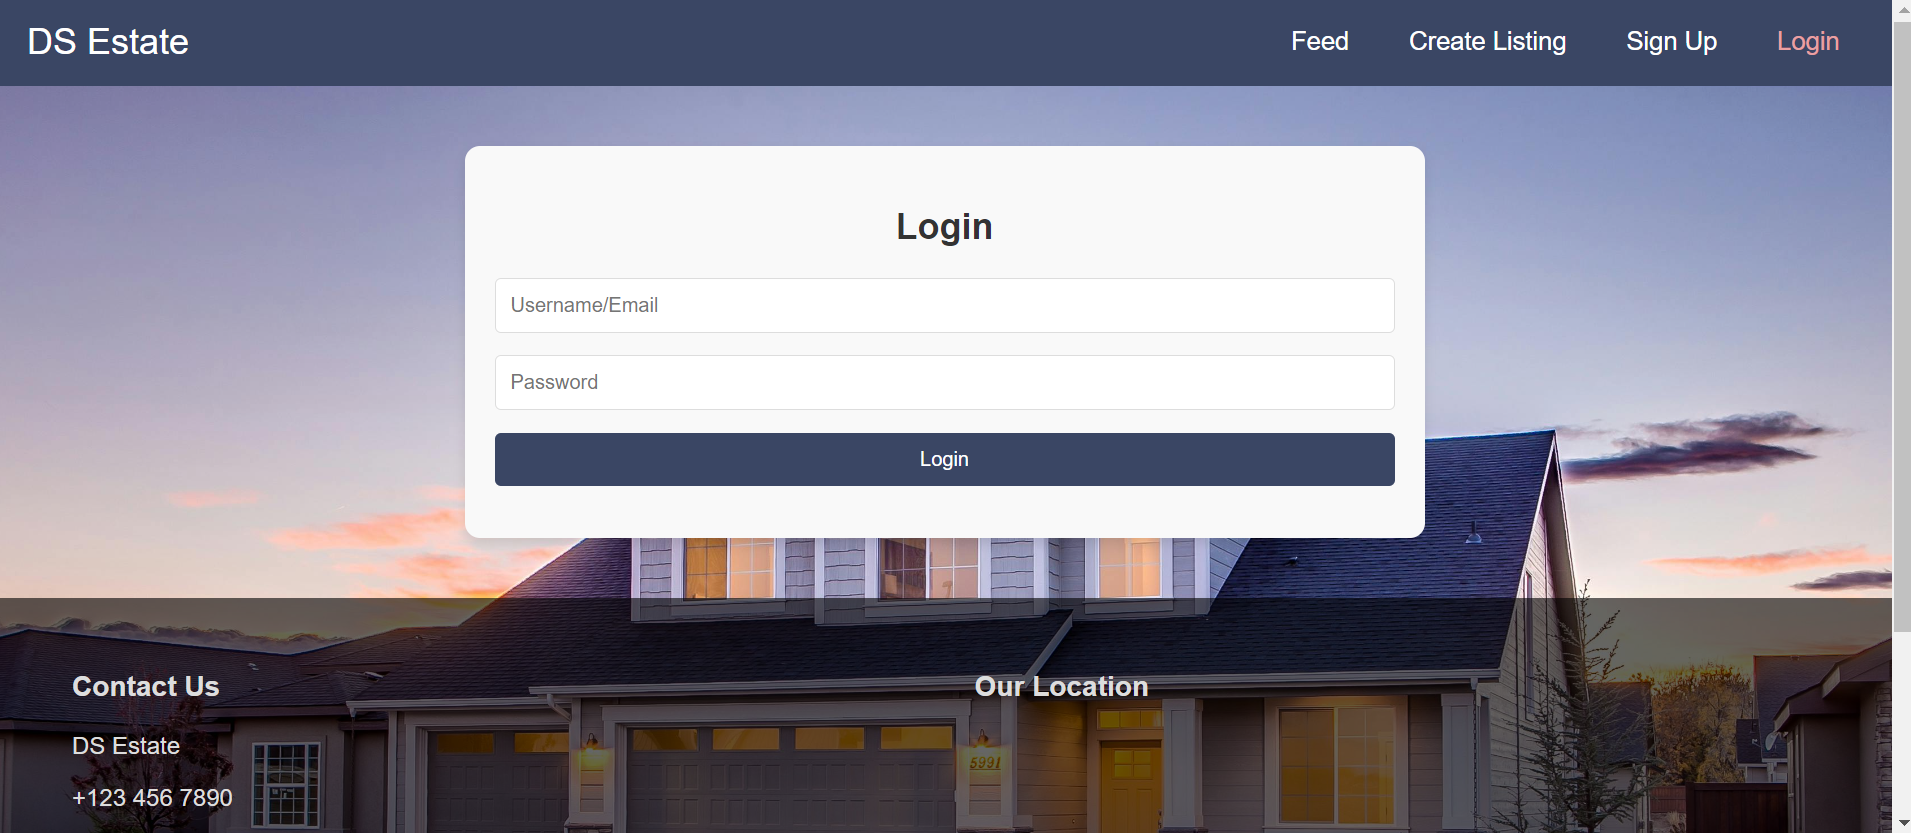 DS Estate
Feed
Create Listing
Sign Up
Login
Login
Username/Email
Password
Login
Contact Us
DS Estate
+123 456 7890
Our Location
5991